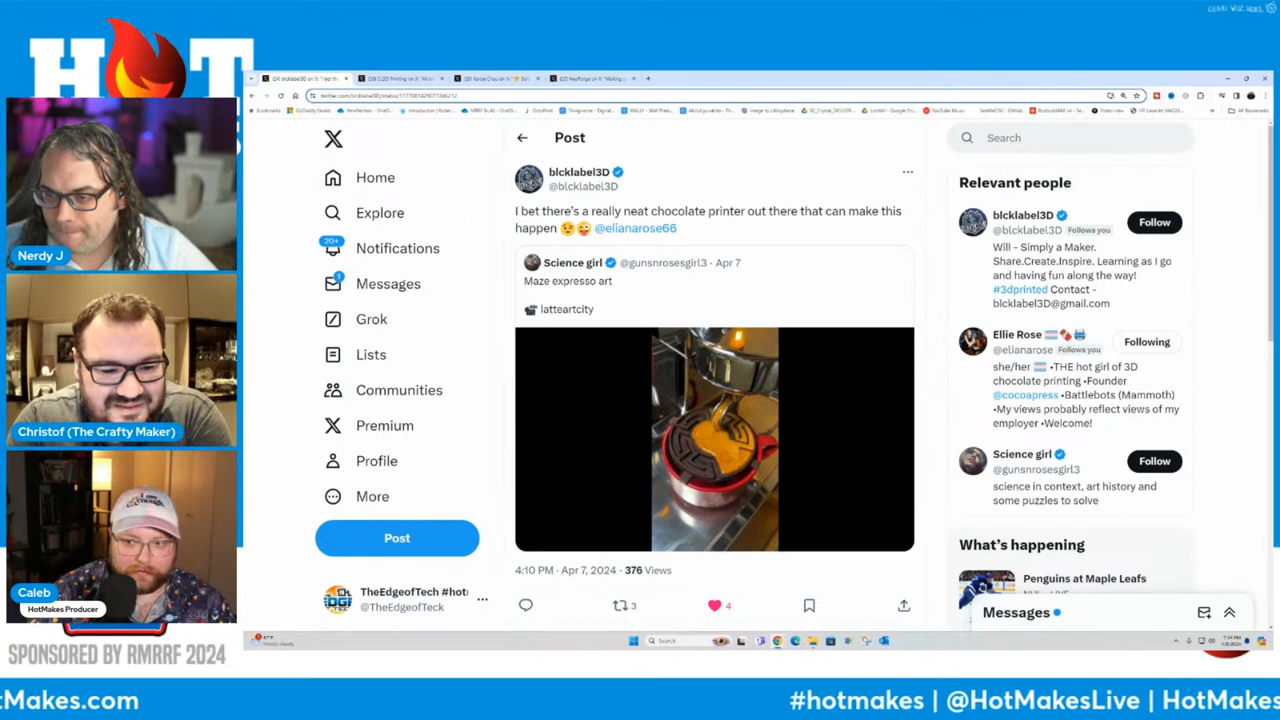 HOT
Nerdy J
Christof (The Crafty Maker)
I am
Caleb
HotMakes Producer
SPONSORED BY RMRRF 2024
tMakes.com
#hotmakes | @HotMakesLive | HotMakes
Home
Explore
20+
Notifications
1
Messages
Grok
Lists
Communities
Premium
Profile
More
Post
TheEdgeofTech #hot
@TheEdgeofTech
Post
blcklabel3D
@blcklabel3D
I bet there's a really neat chocolate printer out there that can make this
happen 😉😜 @elianarose66
Science girl @gunsnrosesgirl3 · Apr 7
Maze expresso art
latteartcity
4:10 PM · Apr 7, 2024 · 376 Views
3
4
Search
Relevant people
blcklabel3D
@blcklabel3D Follows you
Follow
Will - Simply a Maker.
Share.Create.Inspire. Learning as I go
and having fun along the way!
#3dprinted Contact -
blcklabel3D@gmail.com
Ellie Rose
@elianarose Follows you
Following
she/her •THE hot girl of 3D
chocolate printing •Founder
@cocoapress •Battlebots (Mammoth)
•My views probably reflect views of my
employer •Welcome!
Science girl
@gunsnrosesgirl3
Follow
science in context, art history and
some puzzles to solve
What's happening
Penguins at Maple Leafs
Messages
Search